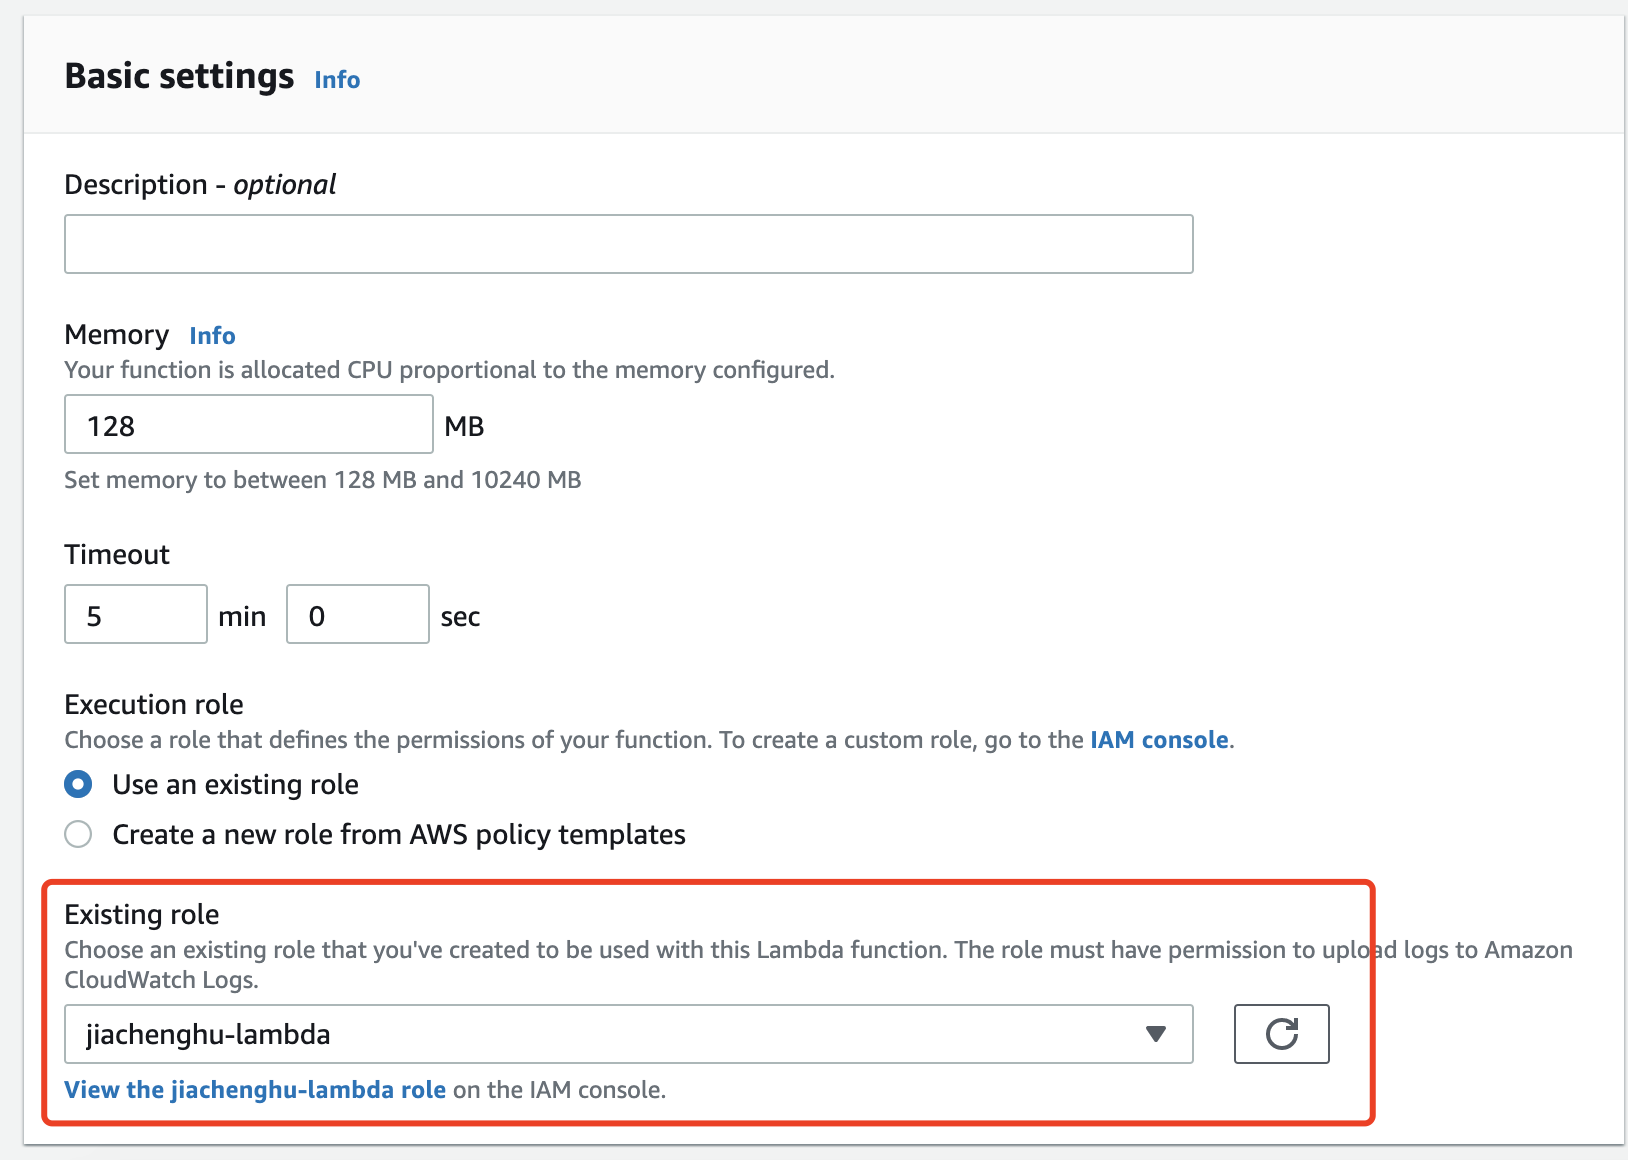 Basic settings Info
Description - optional
Memory Info
Your function is allocated CPU proportional to the memory configured.
128 MB
Set memory to between 128 MB and 10240 MB
Timeout
5 min 0 sec
Execution role
Choose a role that defines the permissions of your function. To create a custom role, go to the IAM console.
Use an existing role
Create a new role from AWS policy templates
Existing role
Choose an existing role that you've created to be used with this Lambda function. The role must have permission to upload logs to Amazon
CloudWatch Logs.
jiachenghu-lambda
View the jiachenghu-lambda role on the IAM console.